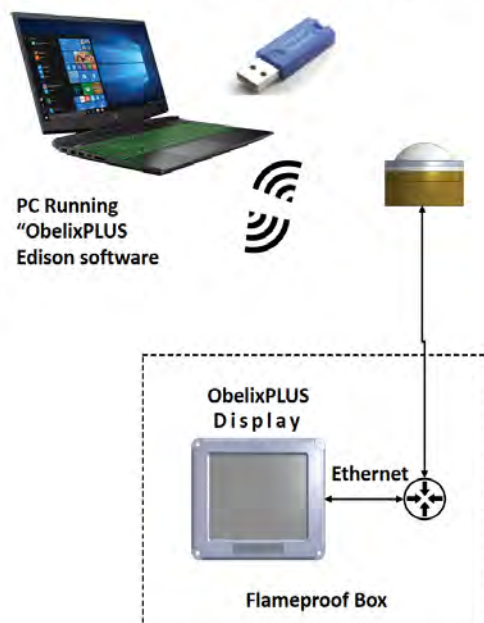 PC Running
“ObelixPLUS
Edison software
ObelixPLUS
Display
Ethernet
Flameproof Box